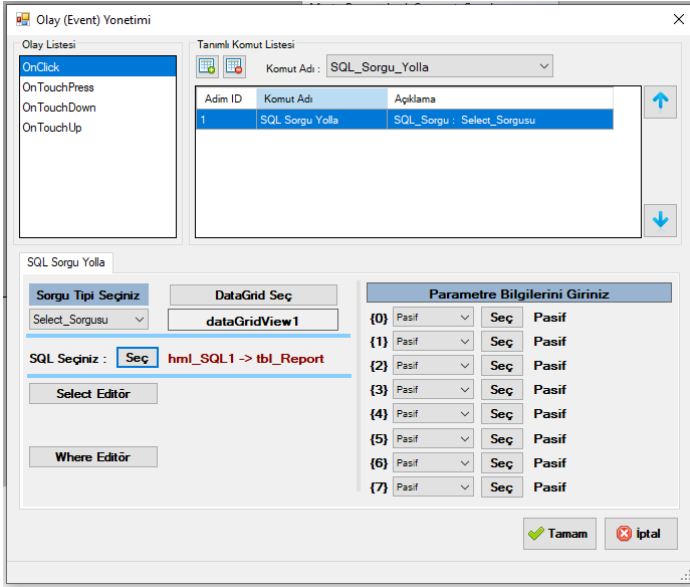 Olay (Event) Yonetimi
Olay Listesi
OnClick
OnTouchPress
OnTouchDown
OnTouchUp
Tanımlı Komut Listesi
Komut Adı : SQL_Sorgu_Yolla
Adim ID Komut Adı Açıklama
1 SQL Sorgu Yolla SQL_Sorgu : Select_Sorgusu
SQL Sorgu Yolla
Sorgu Tipi Seçiniz DataGrid Seç
Select_Sorgusu dataGridView1
SQL Seçiniz : Seç hml_SQL1 -> tbl_Report
Select Editör
Where Editör
Parametre Bilgilerini Giriniz
{0} Pasif Seç Pasif
{1} Pasif Seç Pasif
{2} Pasif Seç Pasif
{3} Pasif Seç Pasif
{4} Pasif Seç Pasif
{5} Pasif Seç Pasif
{6} Pasif Seç Pasif
{7} Pasif Seç Pasif
Tamam İptal